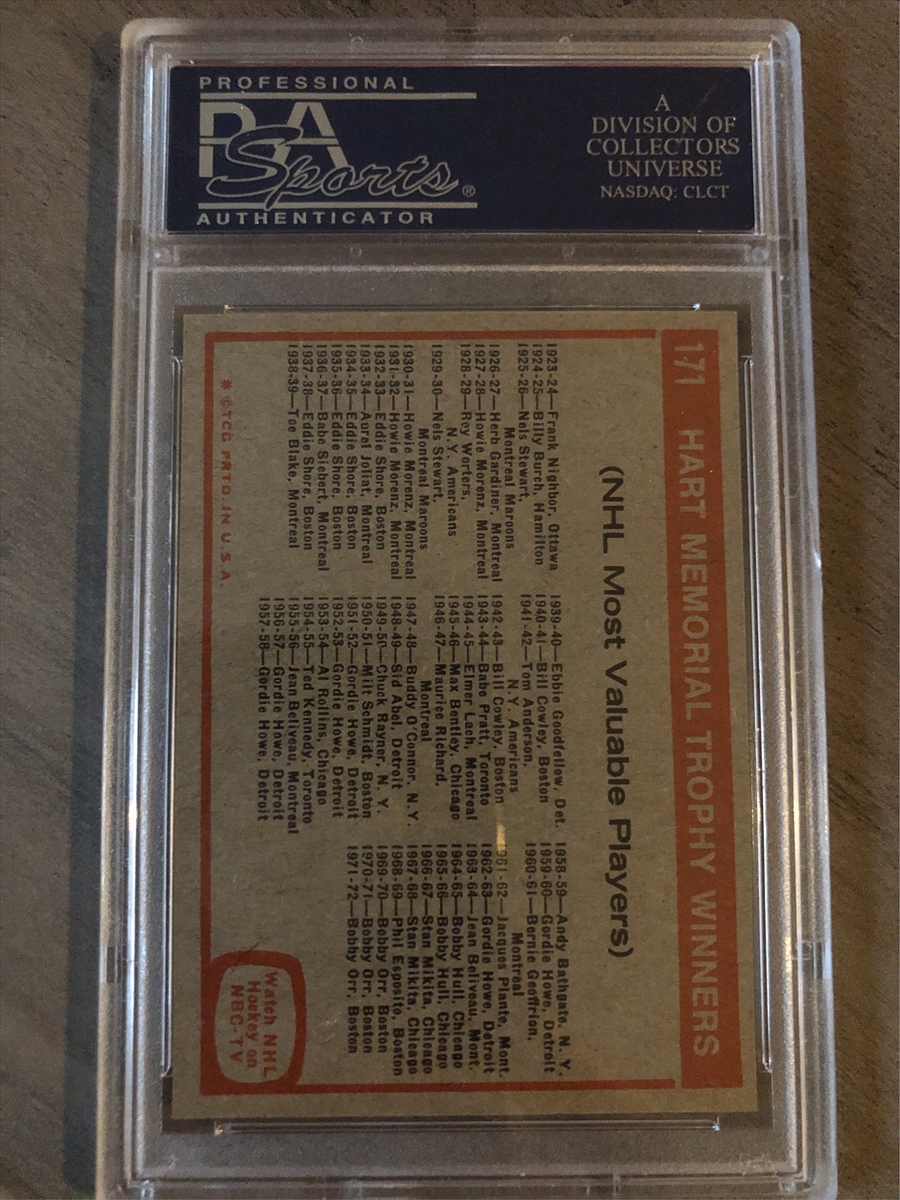 PROFESSIONAL
PSA
Sports®
AUTHENTICATOR
A
DIVISION OF
COLLECTORS
UNIVERSE
NASDAQ: CLCT
171 HART MEMORIAL TROPHY WINNERS
(NHL Most Valuable Players)
1923-24—Frank Nighbor, Ottawa
1924-25—Billy Burch, Hamilton
1925-26—Nels Stewart,
Montreal Maroons
1926-27—Herb Gardiner, Montreal
1927-28—Howie Morenz, Montreal
1928-29—Roy Worters,
N.Y. Americans
1929-30—Nels Stewart,
Montreal Maroons
1930-31—Howie Morenz, Montreal
1931-32—Howie Morenz, Montreal
1932-33—Eddie Shore, Boston
1933-34—Aurel Joliat, Montreal
1934-35—Eddie Shore, Boston
1935-36—Eddie Shore, Boston
1936-37—Babe Siebert, Montreal
1937-38—Eddie Shore, Boston
1938-39—Toe Blake, Montreal
1939-40—Ebbie Goodfellow, Det.
1940-41—Bill Cowley, Boston
1941-42—Tom Anderson,
N.Y. Americans
1942-43—Bill Cowley, Boston
1943-44—Babe Pratt, Toronto
1944-45—Elmer Lach, Montreal
1945-46—Max Bentley, Chicago
1946-47—Maurice Richard,
Montreal
1947-48—Buddy O'Connor, N.Y.
1948-49—Sid Abel, Detroit
1949-50—Chuck Rayner, N. Y.
1950-51—Milt Schmidt, Boston
1951-52—Gordie Howe, Detroit
1952-53—Gordie Howe, Detroit
1953-54—Al Rollins, Chicago
1954-55—Ted Kennedy, Toronto
1955-56—Jean Beliveau, Montreal
1956-57—Gordie Howe, Detroit
1957-58—Gordie Howe, Detroit
1958-59—Andy Bathgate, N. Y.
1959-60—Gordie Howe, Detroit
1960-61—Bernie Geoffrion,
Montreal
1961-62—Jacques Plante, Mont.
1962-63—Gordie Howe, Detroit
1963-64—Jean Beliveau, Mont.
1964-65—Bobby Hull, Chicago
1965-66—Bobby Hull, Chicago
1966-67—Stan Mikita, Chicago
1967-68—Stan Mikita, Chicago
1968-69—Phil Esposito, Boston
1969-70—Bobby Orr, Boston
1970-71—Bobby Orr, Boston
1971-72—Bobby Orr, Boston
* ©TCG PRTD. IN U.S.A.
Watch NHL
Hockey on
NBC-TV